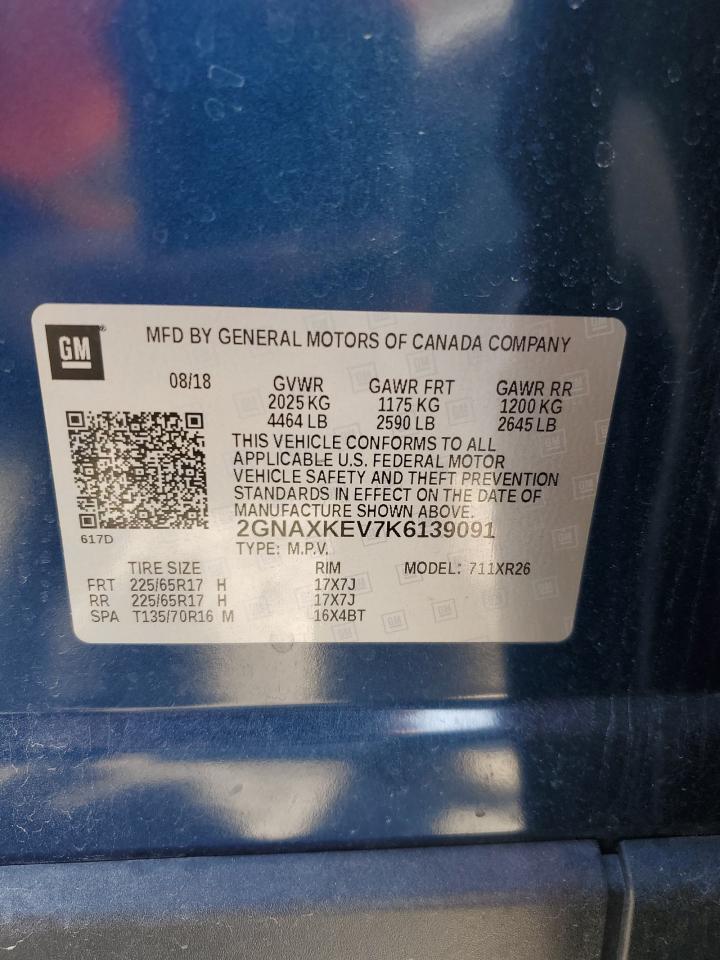 GM
MFD BY GENERAL MOTORS OF CANADA COMPANY
08/18 GVWR GAWR FRT GAWR RR
2025 KG 1175 KG 1200 KG
4464 LB 2590 LB 2645 LB
THIS VEHICLE CONFORMS TO ALL
APPLICABLE U.S. FEDERAL MOTOR
VEHICLE SAFETY AND THEFT PREVENTION
STANDARDS IN EFFECT ON THE DATE OF
MANUFACTURE SHOWN ABOVE.
2GNAXKEV7K6139091
617D
TYPE: M.P.V.
TIRE SIZE RIM MODEL: 711XR26
FRT 225/65R17 H 17X7J
RR 225/65R17 H 17X7J
SPA T135/70R16 M 16X4BT